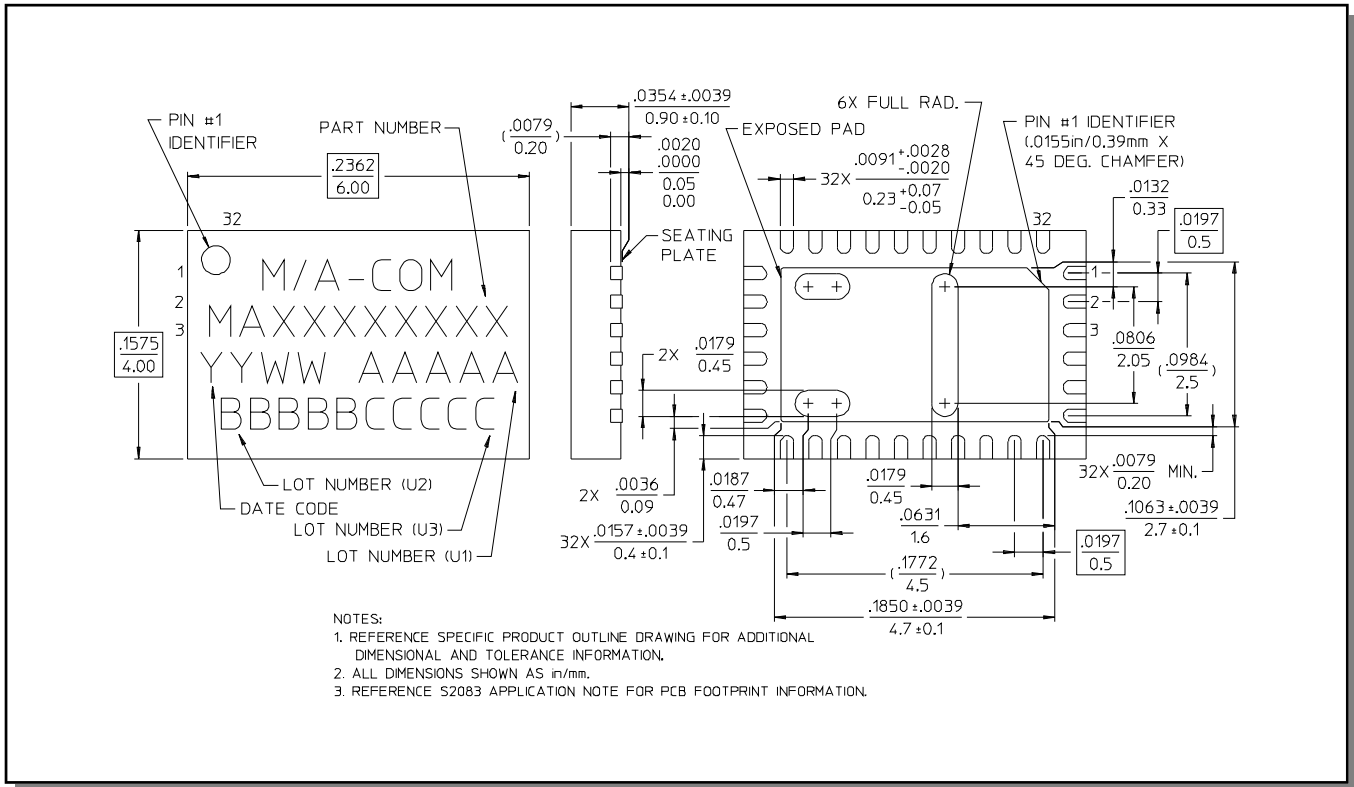 PIN #1
IDENTIFIER
PART NUMBER
.2362
6.00
32
1
2
3
.1575
4.00
M/A-COM
MAXXXXXXXXX
YYWW AAAAA
BBBBBCCCCC
LOT NUMBER (U2)
DATE CODE
LOT NUMBER (U3)
LOT NUMBER (U1)
.0354 ±.0039
0.90 ±0.10
(.0079
0.20)
.0020
.0000
0.05
0.00
SEATING
PLATE
EXPOSED PAD
32X .0091 +.0028
-.0020
0.23 +0.07
-0.05
6X FULL RAD.
PIN #1 IDENTIFIER
(.0155in/0.39mm X
45 DEG. CHAMFER)
32
.0132
0.33
.0197
0.5
1
2
3
.0806
2.05
(.0984
2.5)
2X .0179
0.45
2X .0036
0.09
32X .0157 ±.0039
0.4 ±0.1
.0187
0.47
.0197
0.5
.0179
0.45
.0631
1.6
32X .0079 MIN.
0.20
.1063 ±.0039
2.7 ±0.1
.0197
0.5
(.1772
4.5)
.1850 ±.0039
4.7 ±0.1
NOTES:
1. REFERENCE SPECIFIC PRODUCT OUTLINE DRAWING FOR ADDITIONAL
DIMENSIONAL AND TOLERANCE INFORMATION.
2. ALL DIMENSIONS SHOWN AS in/mm.
3. REFERENCE S2083 APPLICATION NOTE FOR PCB FOOTPRINT INFORMATION.